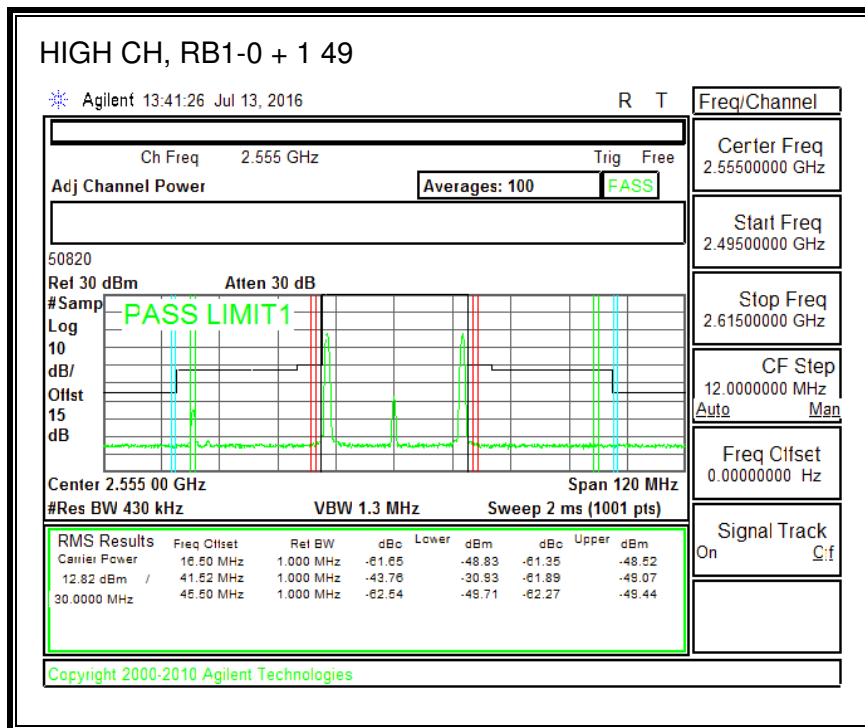 HIGH CH, RB1-0 + 1 49
Agilent 13:41:26 Jul 13, 2016 R T
Ch Freq 2.555 GHz Trig Free
Adj Channel Power Averages: 100 PASS
50820
Ref 30 dBm Atten 30 dB
#Samp
Log
10
dB/
Offst
15
dB
PASS LIMIT1
Center 2.555 00 GHz Span 120 MHz
#Res BW 430 kHz VBW 1.3 MHz Sweep 2 ms (1001 pts)
RMS Results Freq Offset Ref BW dBc Lower dBm dBc Upper dBm
Carrier Power 16.50 MHz 1.000 MHz -61.65 -48.83 -61.35 -48.52
12.82 dBm / 41.52 MHz 1.000 MHz -43.76 -30.93 -61.89 -49.07
30.0000 MHz 45.50 MHz 1.000 MHz -62.54 -49.71 -62.27 -49.44
Copyright 2000-2010 Agilent Technologies
Freq/Channel
Center Freq
2.55500000 GHz
Start Freq
2.49500000 GHz
Stop Freq
2.61500000 GHz
CF Step
12.0000000 MHz
Auto Man
Freq Offset
0.00000000 Hz
Signal Track
On Off